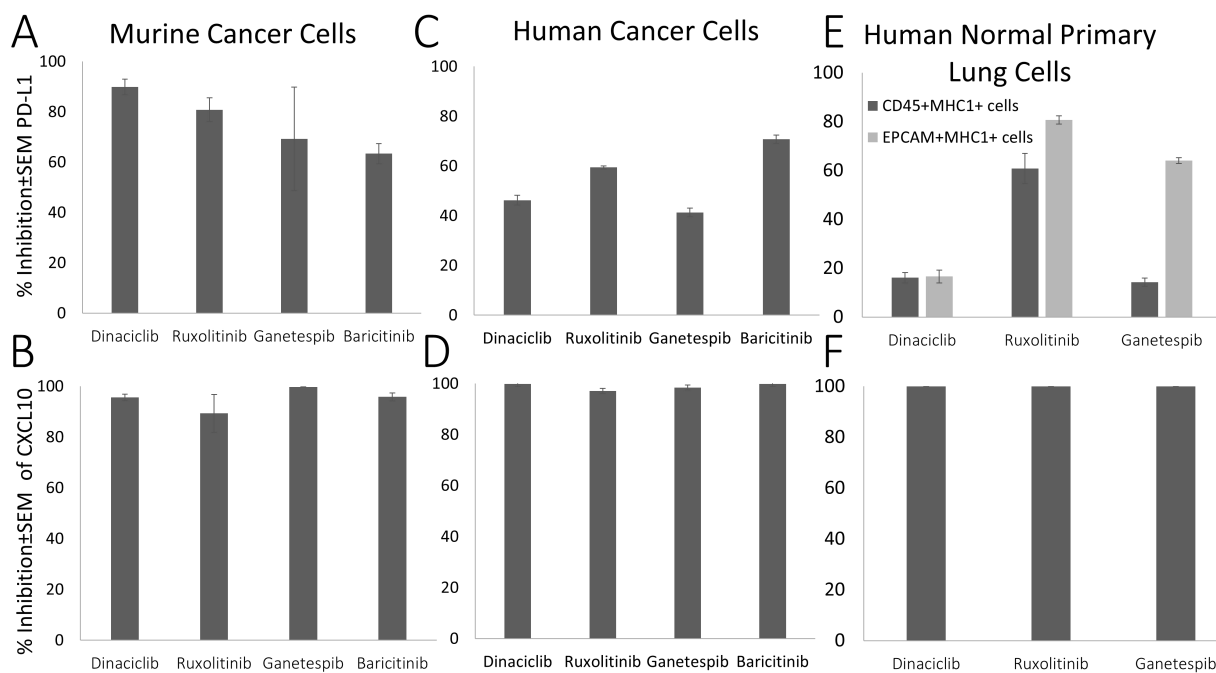 A
Murine Cancer Cells
% Inhibition±SEM PD-L1
100
80
60
40
20
0
Dinaciclib Ruxolitinib Ganetespib Baricitinib
C
Human Cancer Cells
100
80
60
40
20
0
Dinaciclib Ruxolitinib Ganetespib Baricitinib
E
Human Normal Primary
Lung Cells
CD45+MHC1+ cells
EPCAM+MHC1+ cells
100
80
60
40
20
0
Dinaciclib Ruxolitinib Ganetespib
B
% Inhibition±SEM of CXCL10
100
80
60
40
20
0
Dinaciclib Ruxolitinib Ganetespib Baricitinib
D
100
80
60
40
20
0
Dinaciclib Ruxolitinib Ganetespib Baricitinib
F
100
80
60
40
20
0
Dinaciclib Ruxolitinib Ganetespib